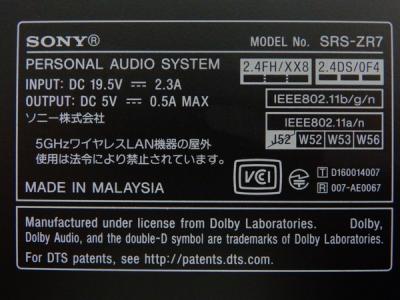 SONY® MODEL No. SRS-ZR7
PERSONAL AUDIO SYSTEM 2.4FH/XX8 2.4DS/OF4
INPUT: DC 19.5V ⎓ 2.3A
OUTPUT: DC 5V ⎓ 0.5A MAX IEEE802.11b/g/n
ソニー株式会社 IEEE802.11a/n
J52 W52 W53 W56
5GHzワイヤレスLAN機器の屋外
使用は法令により禁止されています
VCI T D160014007
R 007-AE0067
MADE IN MALAYSIA
Manufactured under license from Dolby Laboratories. Dolby,
Dolby Audio, and the double-D symbol are trademarks of Dolby Laboratories.
For DTS patents, see http://patents.dts.com.